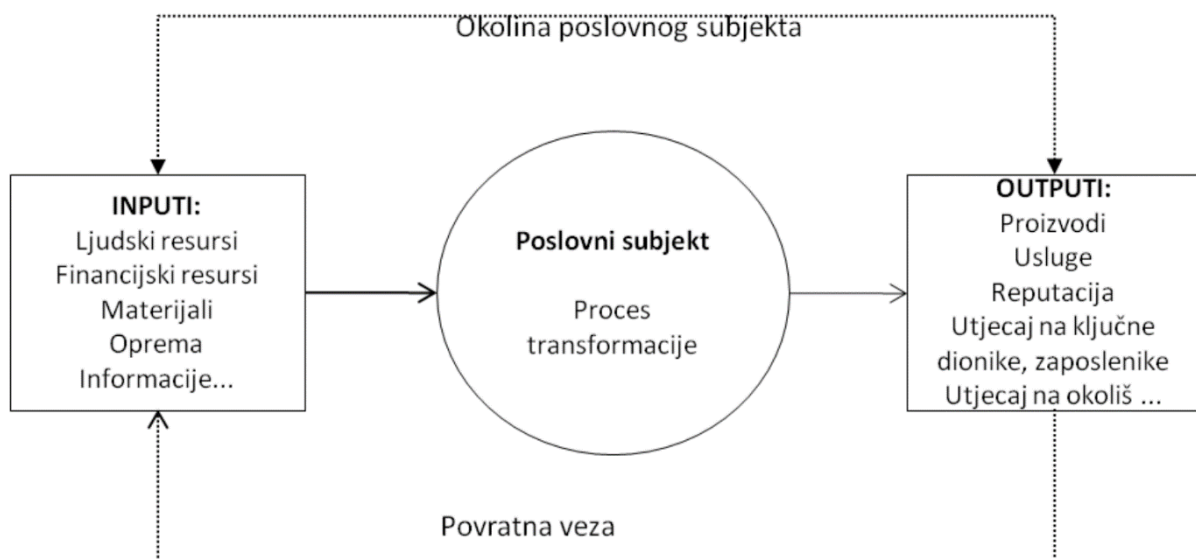 Okolina poslovnog subjekta
INPUTI:
Ljudski resursi
Financijski resursi
Materijali
Oprema
Informacije...
Poslovni subjekt
Proces
transformacije
OUTPUTI:
Proizvodi
Usluge
Reputacija
Utjecaj na ključne
dionike, zaposlenike
Utjecaj na okoliš ...
Povratna veza